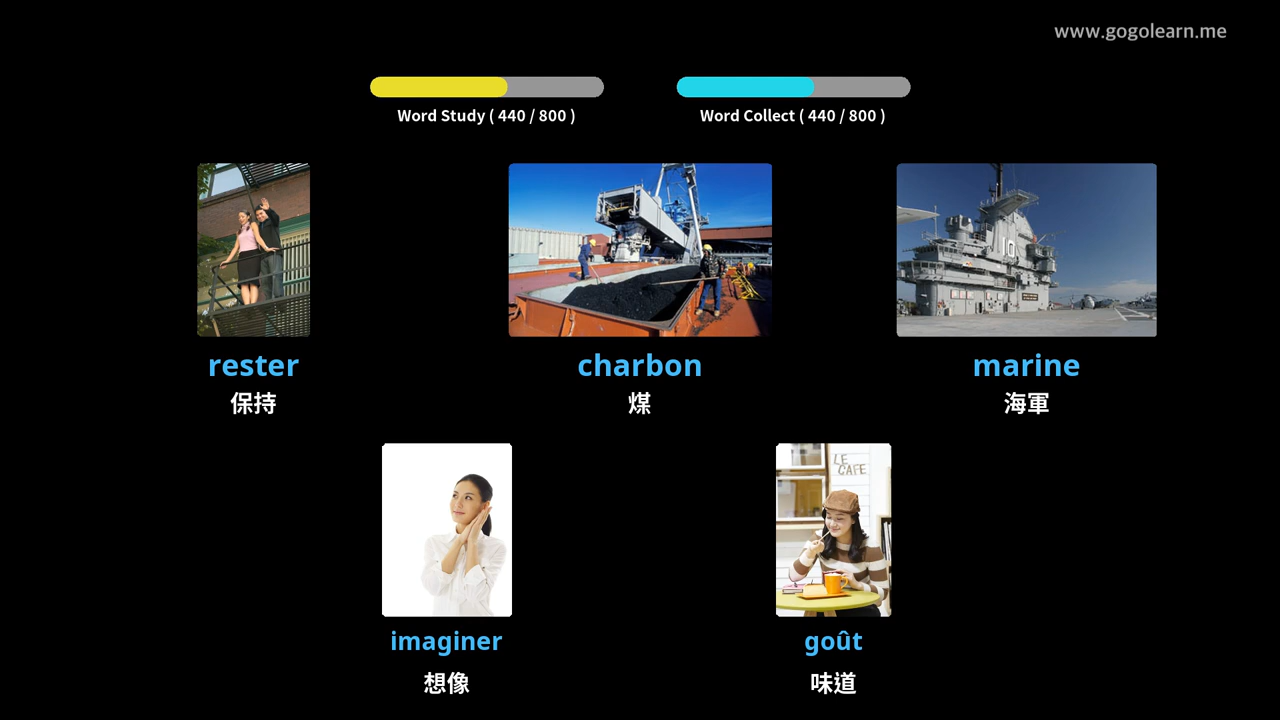 www.gogolearn.me
Word Study ( 440 / 800 )
Word Collect ( 440 / 800 )
10
rester
charbon
marine
保持
煤
海軍
LE
CAFE
imaginer
goût
想像
味道